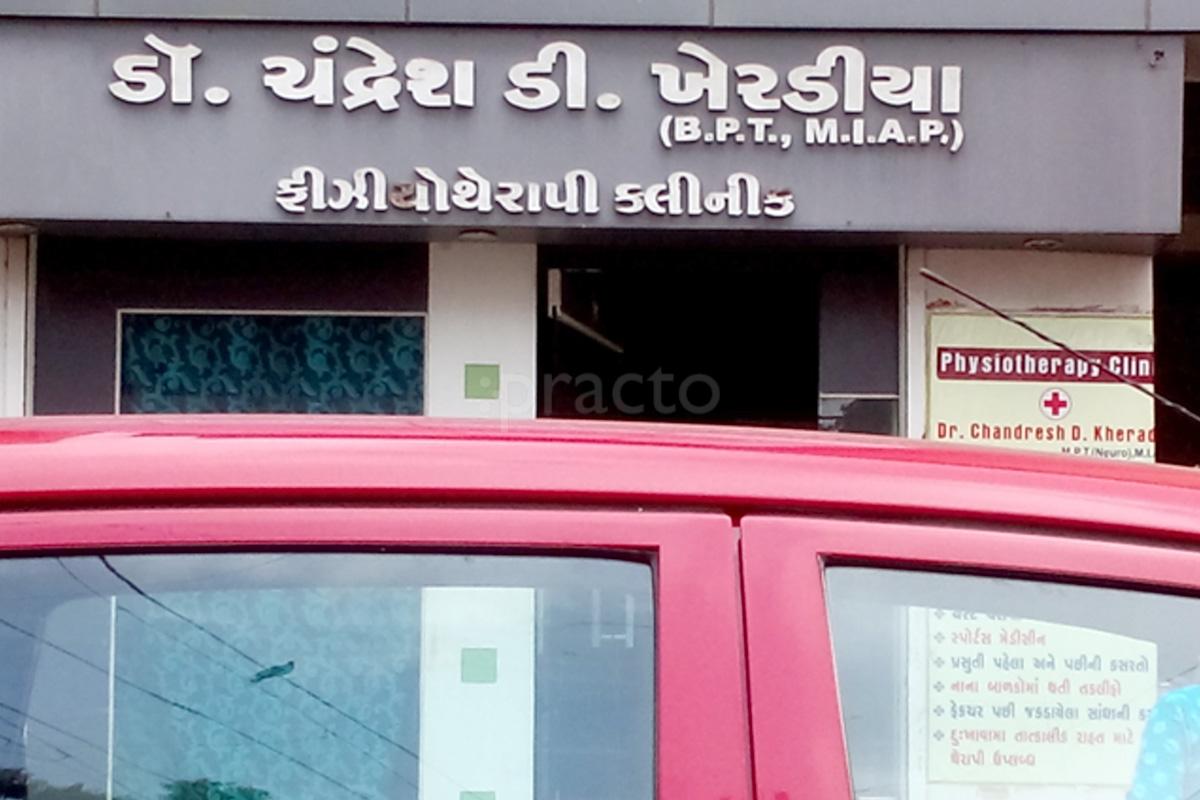 ડૉ. ચંદ્રેશ ડી. ખેરડીયા
(B.P.T., M.I.A.P.)
ફીઝીયોથેરાપી કલીનીક
:practo
Physiotherapy Clin
Dr. Chandresh D. Kherad
M.P.T(Neuro),M.I.
સ્પોર્ટસ મેડીસીન
પ્રસુતી પહેલા અને પછીની કસરતો
નાના બાળકોમાં થતી તકલીફો
ફ્રેકચર પછી જકડાયેલા સાંધાની
દુઃખાવામા તાત્કાલીક રાહત માટે
થેરાપી ઉપલબ્ધ